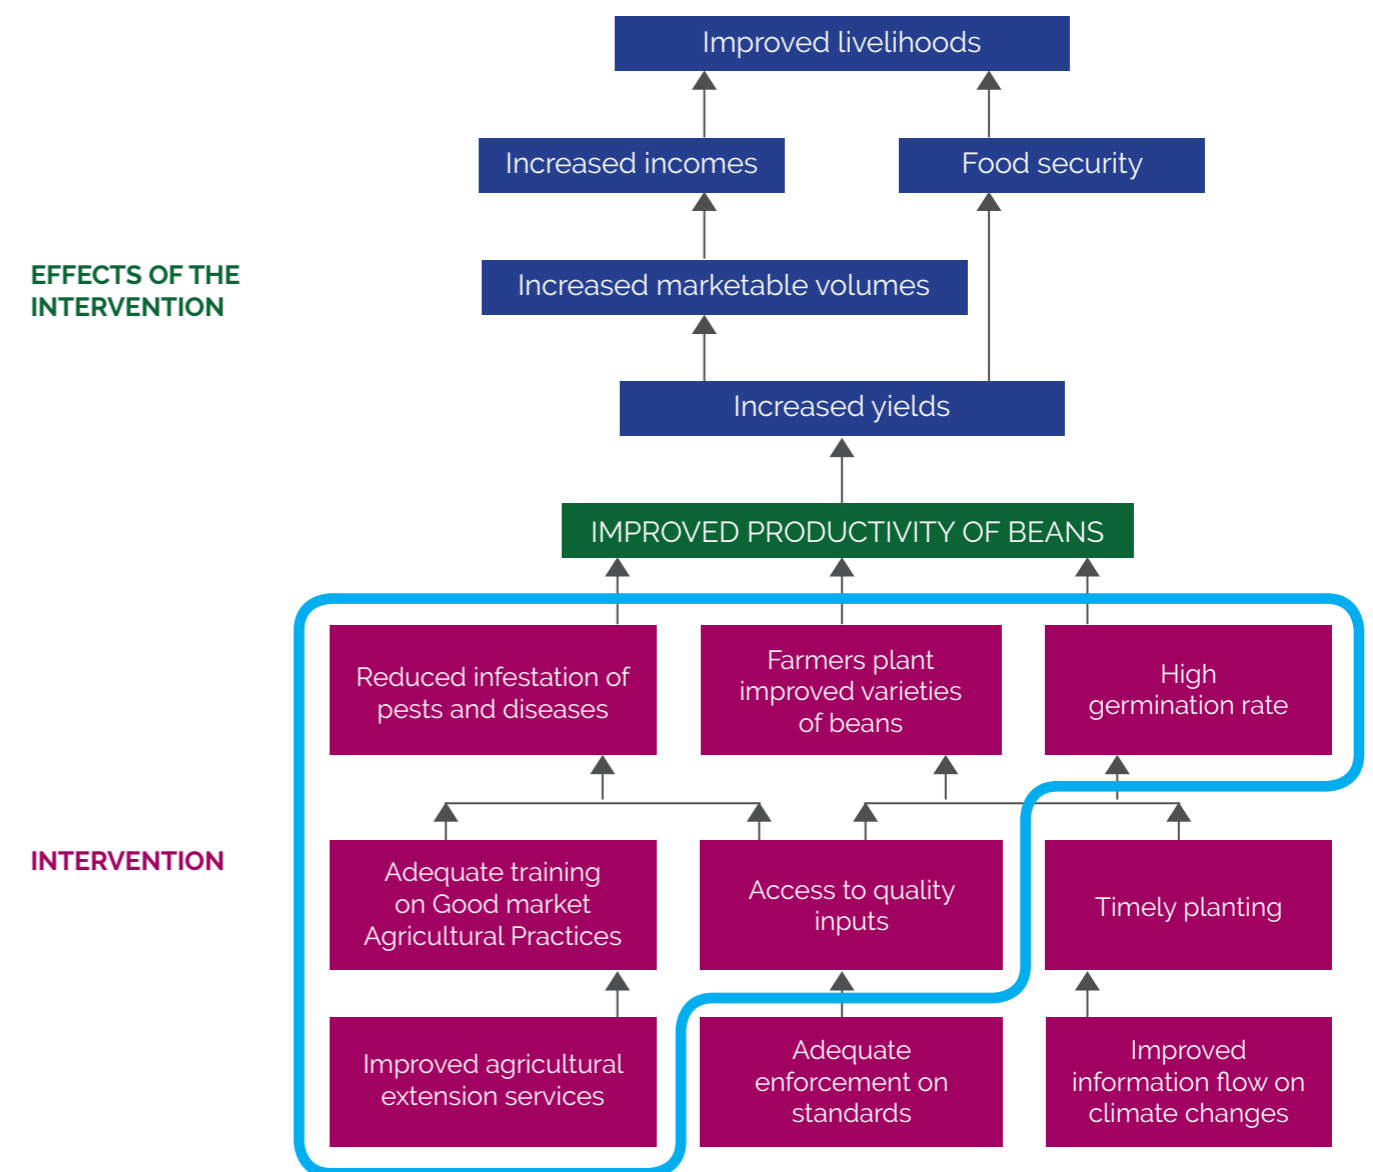 Improved livelihoods
Increased incomes
Food security
EFFECTS OF THE
INTERVENTION
Increased marketable volumes
Increased yields
IMPROVED PRODUCTIVITY OF BEANS
Reduced infestation of
pests and diseases
Farmers plant
improved varieties
of beans
High
germination rate
INTERVENTION
Adequate training
on Good market
Agricultural Practices
Access to quality
inputs
Timely planting
Improved agricultural
extension services
Adequate
enforcement on
standards
Improved
information flow on
climate changes